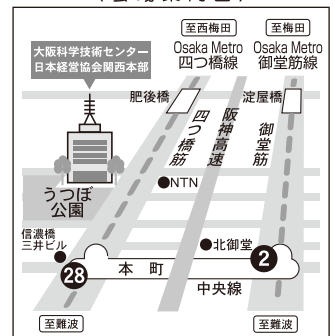 至西梅田
至梅田
Osaka Metro
四つ橋線
Osaka Metro
御堂筋線
大阪科学技術センター
日本経営協会関西本部
肥後橋
淀屋橋
四つ橋筋
阪神高速
御堂筋
うつぼ
公園
NTN
信濃橋
三井ビル
北御堂
28
本町
2
中央線
至難波
至難波